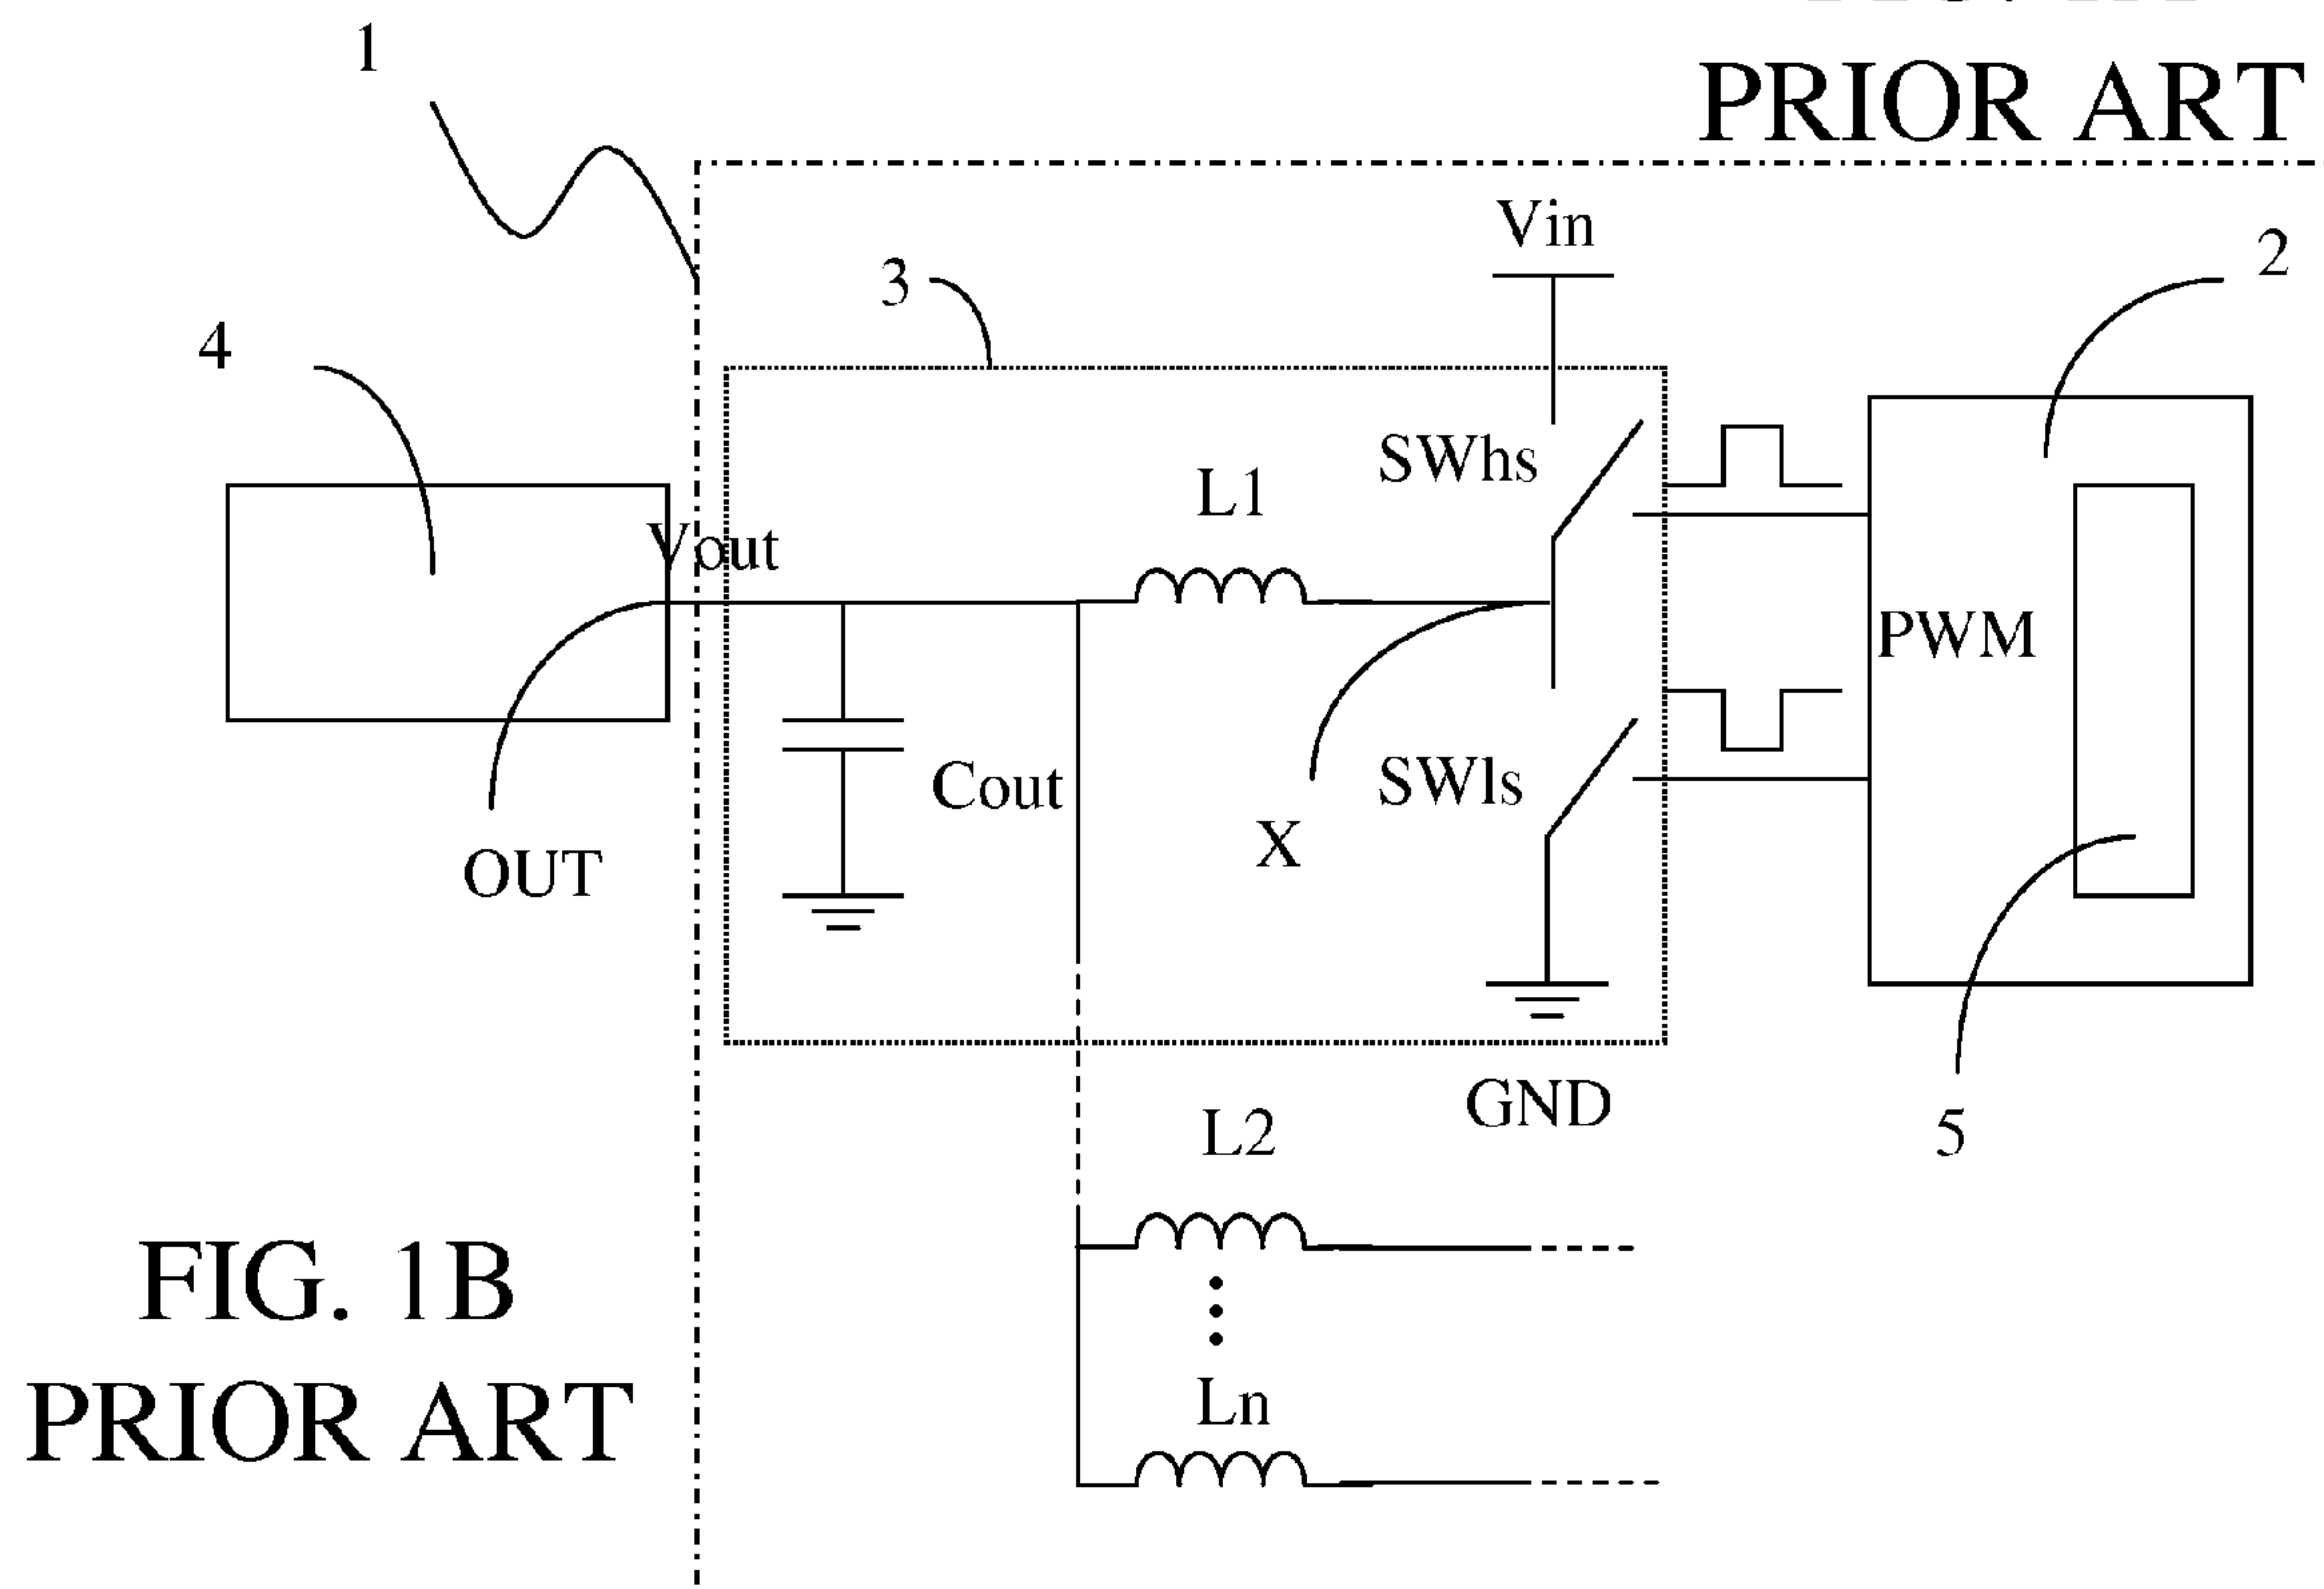 1
PRIOR ART
Vin
2
3
4
SWhs
L1
Vout
PWM
SWls
Cout
X
OUT
GND
L2
5
FIG. 1B
PRIOR ART
Ln